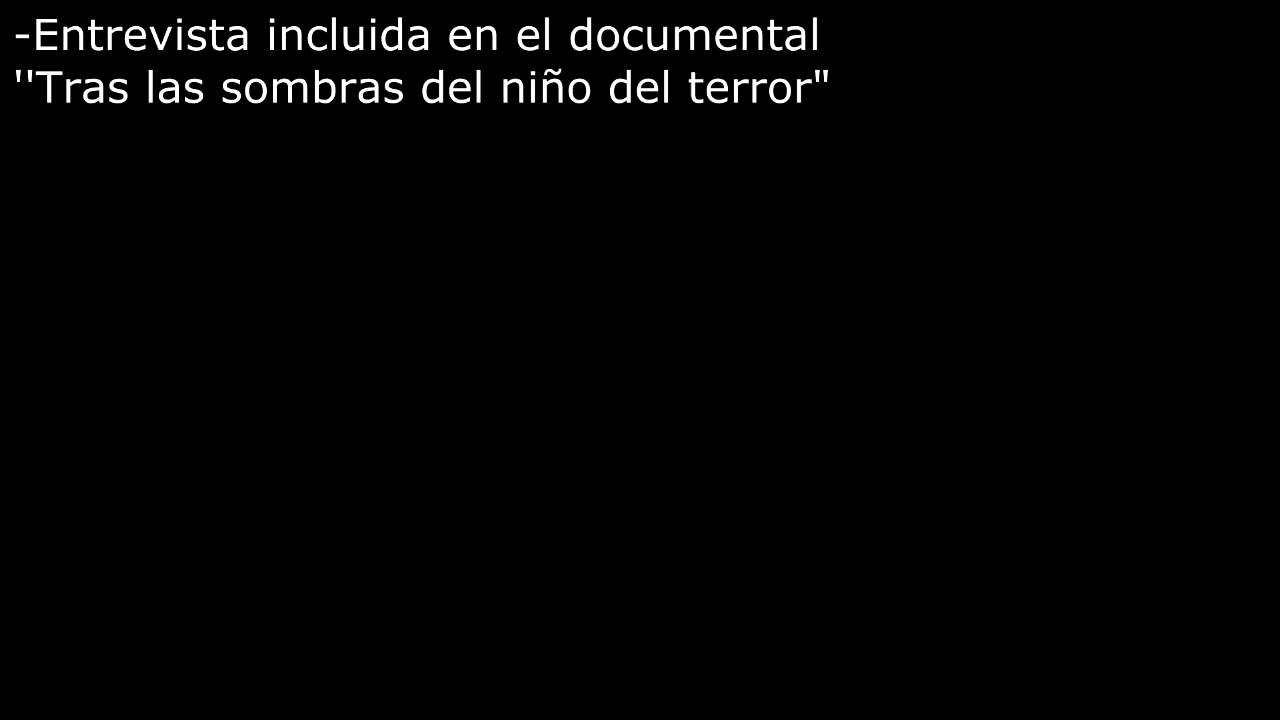 -Entrevista incluida en el documental
''Tras las sombras del niño del terror"